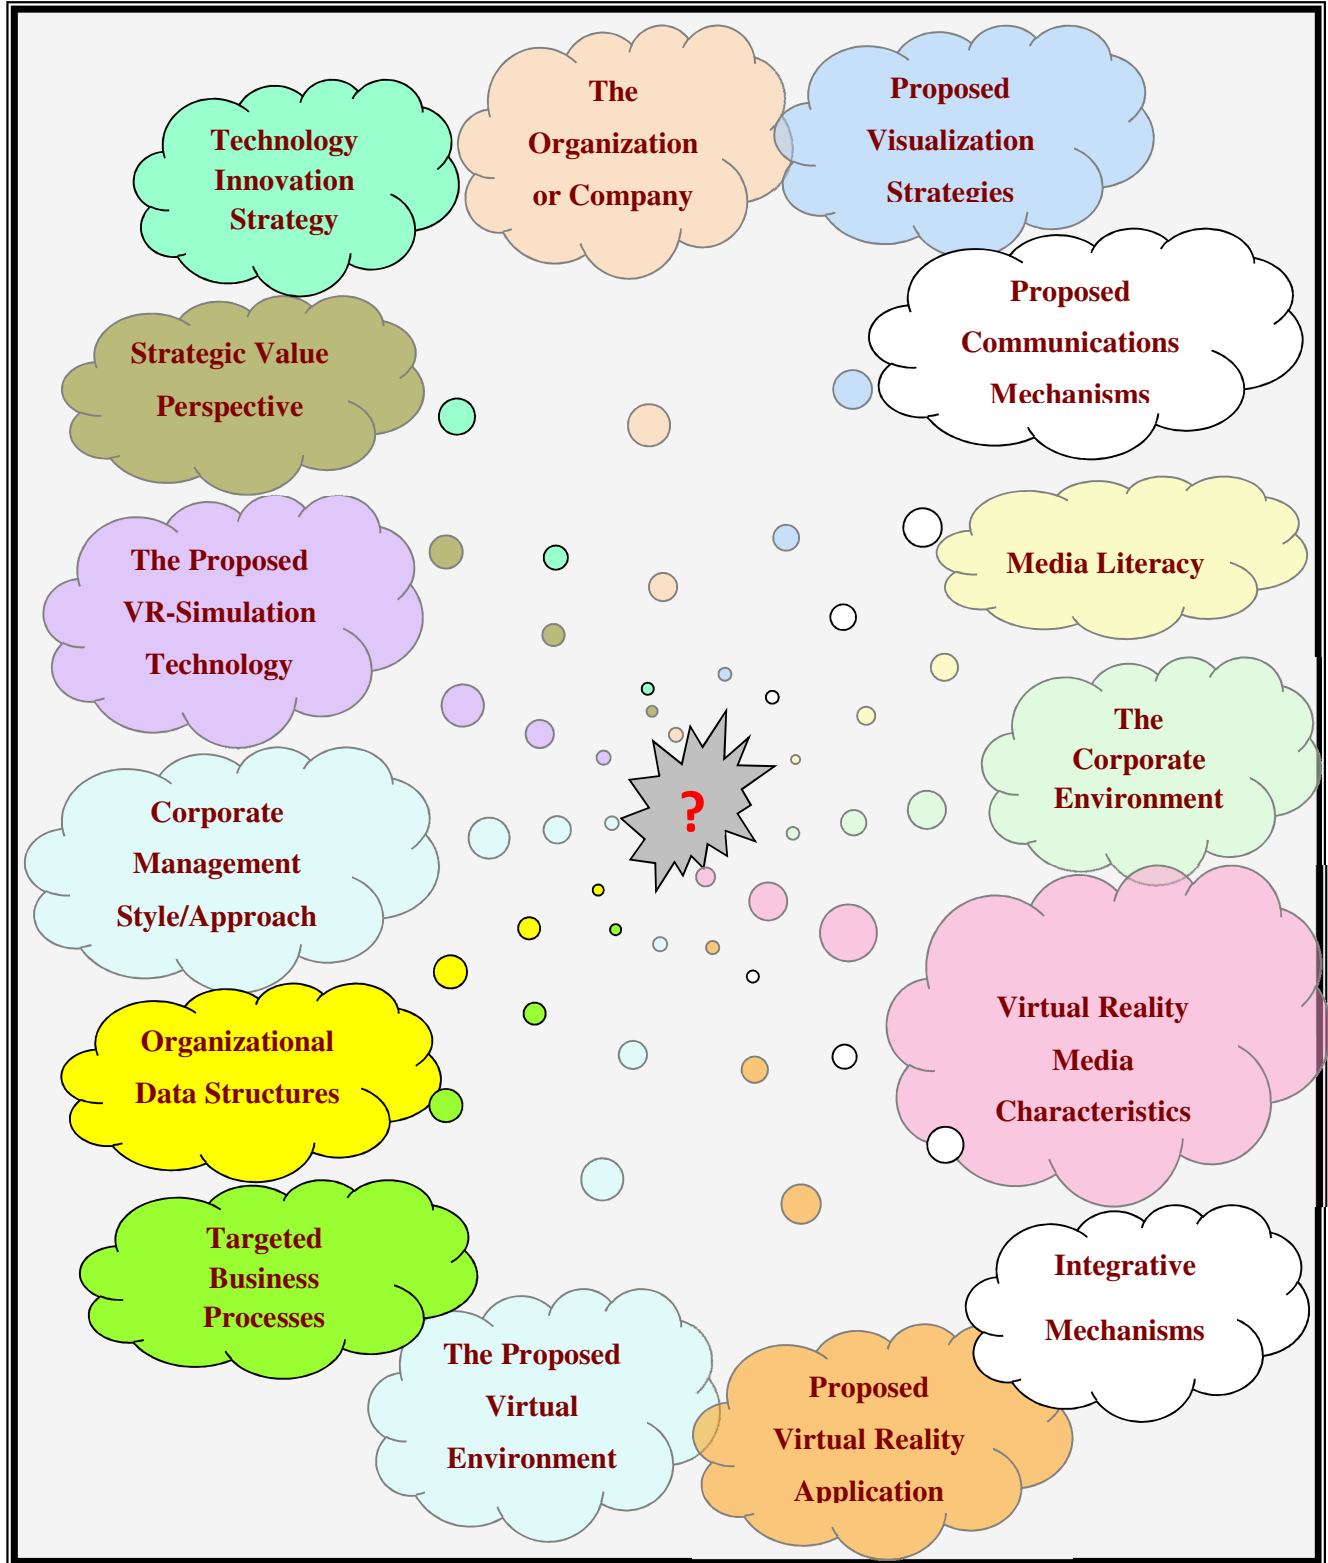 Technology
Innovation
Strategy
The
Organization
or Company
Proposed
Visualization
Strategies
Proposed
Communications
Mechanisms
Strategic Value
Perspective
Media Literacy
The Proposed
VR-Simulation
Technology
The
Corporate
Environment
?
Corporate
Management
Style/Approach
Virtual Reality
Media
Characteristics
Organizational
Data Structures
Targeted
Business
Processes
Integrative
Mechanisms
The Proposed
Virtual
Environment
Proposed
Virtual Reality
Application